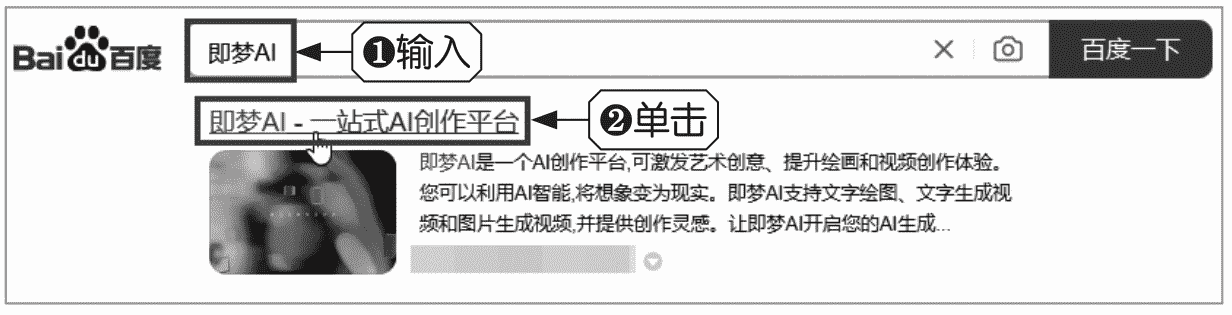 Bai du 百度 即梦AI ❶输入 百度一下
即梦AI - 一站式AI创作平台 ❷单击
即梦AI是一个AI创作平台,可激发艺术创意、提升绘画和视频创作体验。
您可以利用AI智能,将想象变为现实。即梦AI支持文字绘图、文字生成视
频和图片生成视频,并提供创作灵感。让即梦AI开启您的AI生成...